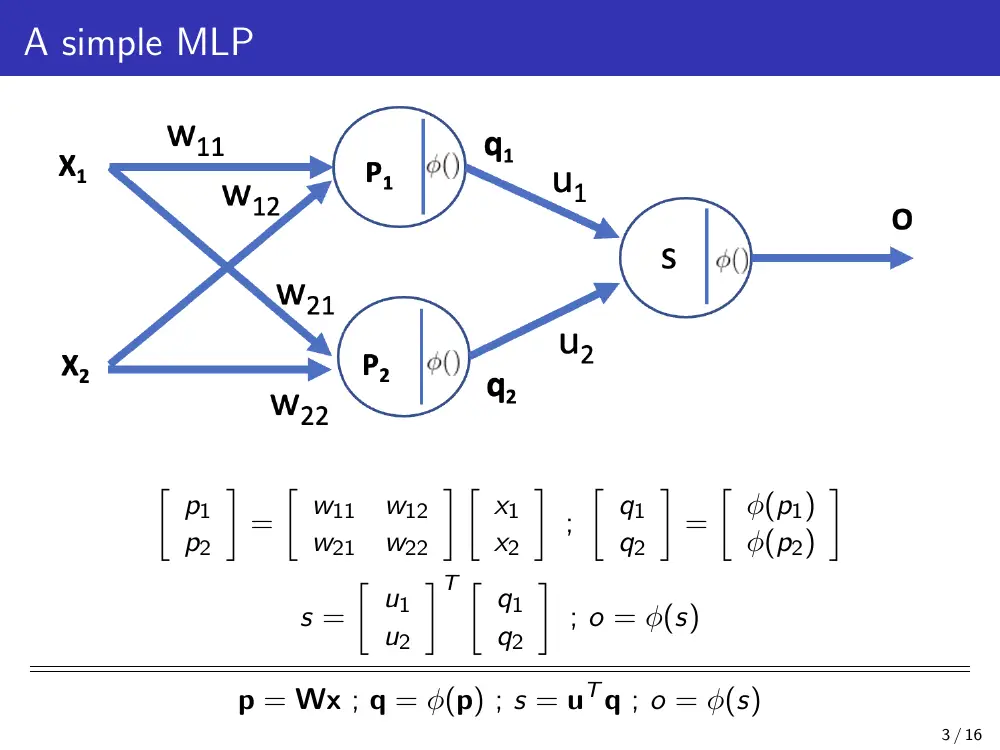 A simple MLP
X₁
w₁₁
w₁₂
P₁
ϕ()
q₁
u₁
S
ϕ()
o
X₂
w₂₁
w₂₂
P₂
ϕ()
q₂
u₂
[ p₁ ; p₂ ] = [ w₁₁ w₁₂ ; w₂₁ w₂₂ ] [ x₁ ; x₂ ] ; [ q₁ ; q₂ ] = [ ϕ(p₁) ; ϕ(p₂) ]
s = [ u₁ ; u₂ ]ᵀ [ q₁ ; q₂ ] ; o = ϕ(s)
p = Wx ; q = ϕ(p) ; s = uᵀq ; o = ϕ(s)
3 / 16